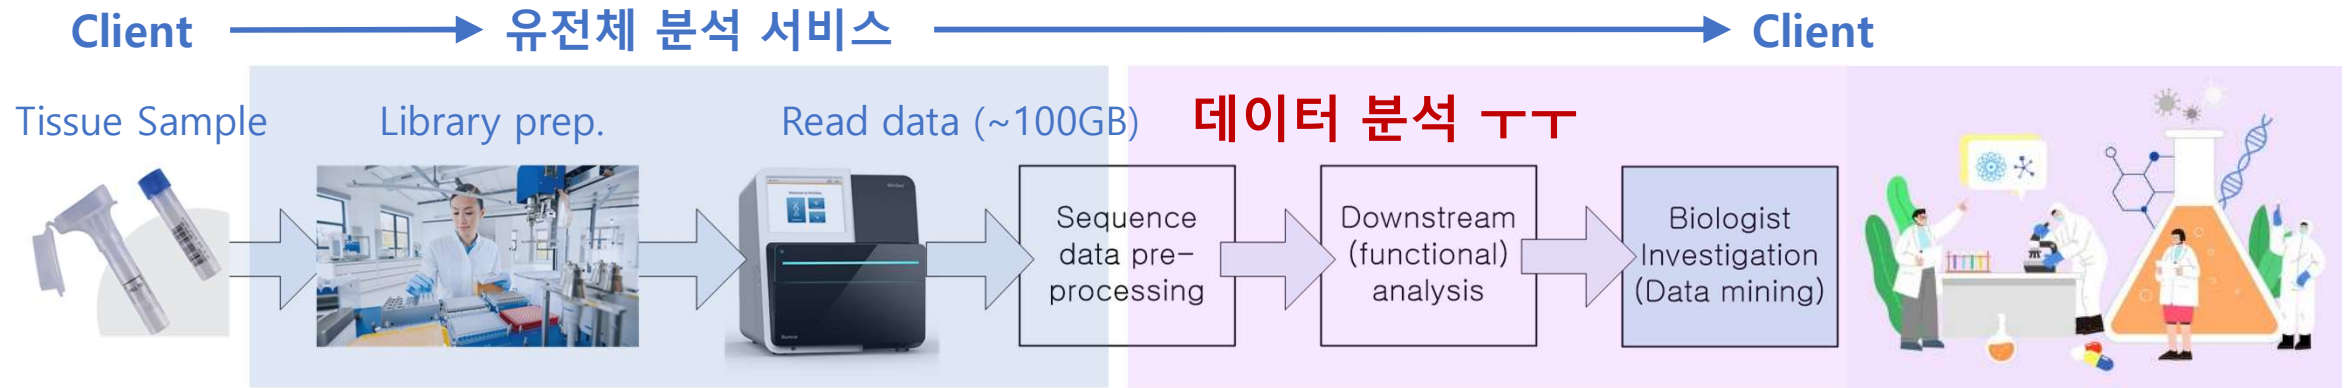 Client 유전체 분석 서비스 Client
Tissue Sample Library prep. Read data (~100GB) 데이터 분석 ㅜㅜ
Sequence
data pre-
processing
Downstream
(functional)
analysis
Biologist
Investigation
(Data mining)